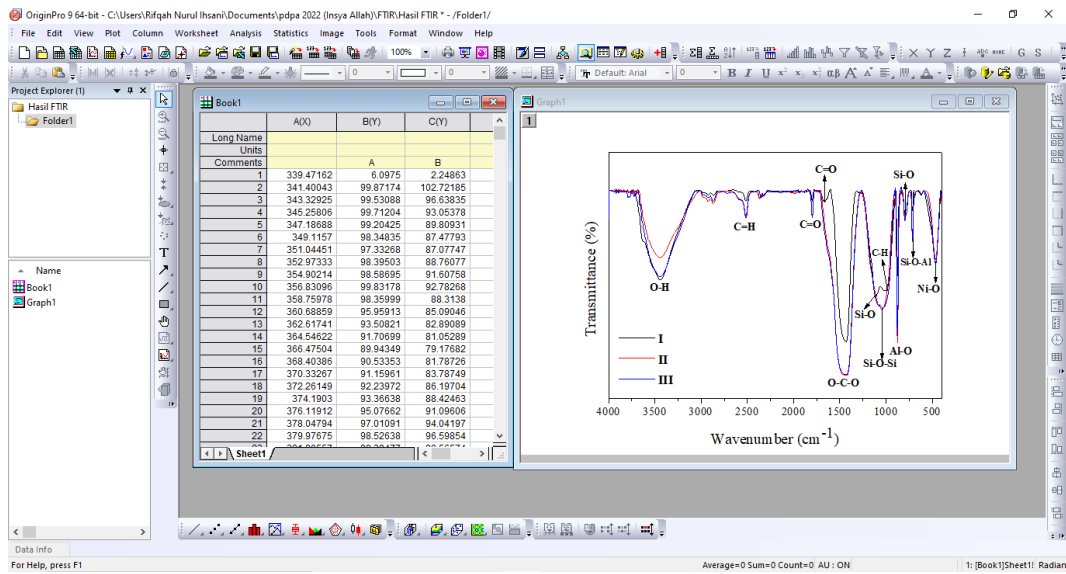 OriginPro 9 64-bit - C:\Users\Rifqah Nurul Ihsani\Documents\pdpa 2022 (Insya Allah)\FTIR\Hasil FTIR * - /Folder1/
File Edit View Plot Column Worksheet Analysis Statistics Image Tools Format Window Help
100% X Y Z G S
0 0 Tr Default: Arial 0 B I U x² x₂ αβ A A
Project Explorer (1)
Hasil FTIR
Folder1
Name
Book1
Graph1
Book1
A(X) B(Y) C(Y)
Long Name
Units
Comments A B
1 339.47162 6.0975 2.24863
2 341.40043 99.87174 102.72185
3 343.32925 99.53088 96.63835
4 345.25806 99.71204 93.05378
5 347.18688 99.20425 89.80931
6 349.1157 98.34835 87.47793
7 351.04451 97.33268 87.07747
8 352.97333 98.39503 88.76077
9 354.90214 98.58695 91.60758
10 356.83096 99.83178 92.78268
11 358.75978 98.35999 88.3138
12 360.68859 95.95913 85.09046
13 362.61741 93.50821 82.89089
14 364.54622 91.70699 81.05289
15 366.47504 89.94349 79.17682
16 368.40386 90.53353 81.78726
17 370.33267 91.15961 83.78749
18 372.26149 92.23972 86.19704
19 374.1903 93.36638 88.42463
20 376.11912 95.07662 91.09606
21 378.04794 97.01091 94.04197
22 379.97675 98.52638 96.59854
Sheet1
Graph1
1
Transmittance (%)
C=O
Si-O
C=H
C=O
C-H
Si-O-Al
O-H
Ni-O
Si-O
Al-O
Si-O-Si
O-C-O
I
II
III
4000 3500 3000 2500 2000 1500 1000 500
Wavenumber (cm-1)
T
Data Info
For Help, press F1
Average=0 Sum=0 Count=0 AU : ON
1: [Book1]Sheet1! Radian